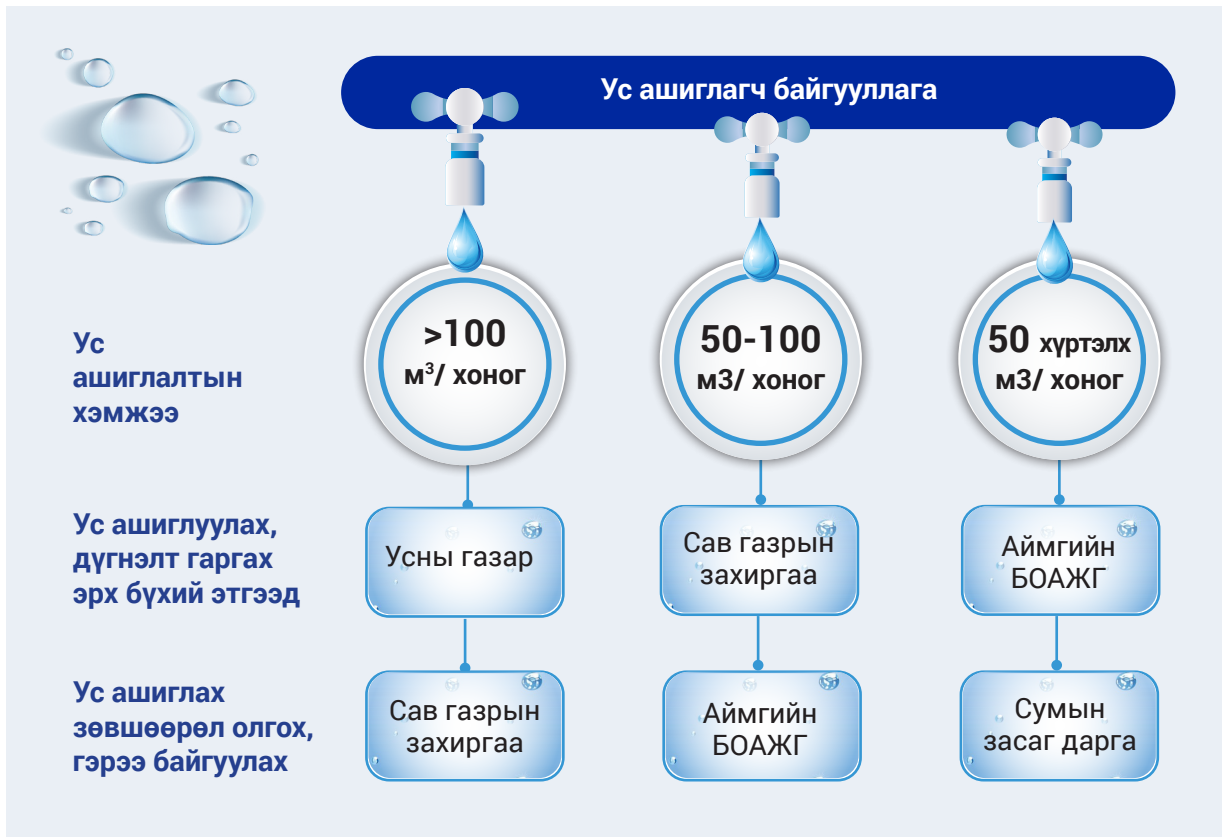 Ус ашиглагч байгууллага
Ус
ашиглалтын
хэмжээ
>100
м³/ хоног
50-100
м3/ хоног
50 хүртэлх
м3/ хоног
Ус ашиглуулах,
дүгнэлт гаргах
эрх бүхий этгээд
Усны газар
Сав газрын
захиргаа
Аймгийн
БОАЖГ
Ус ашиглах
зөвшөөрөл олгох,
гэрээ байгуулах
Сав газрын
захиргаа
Аймгийн
БОАЖГ
Сумын
засаг дарга